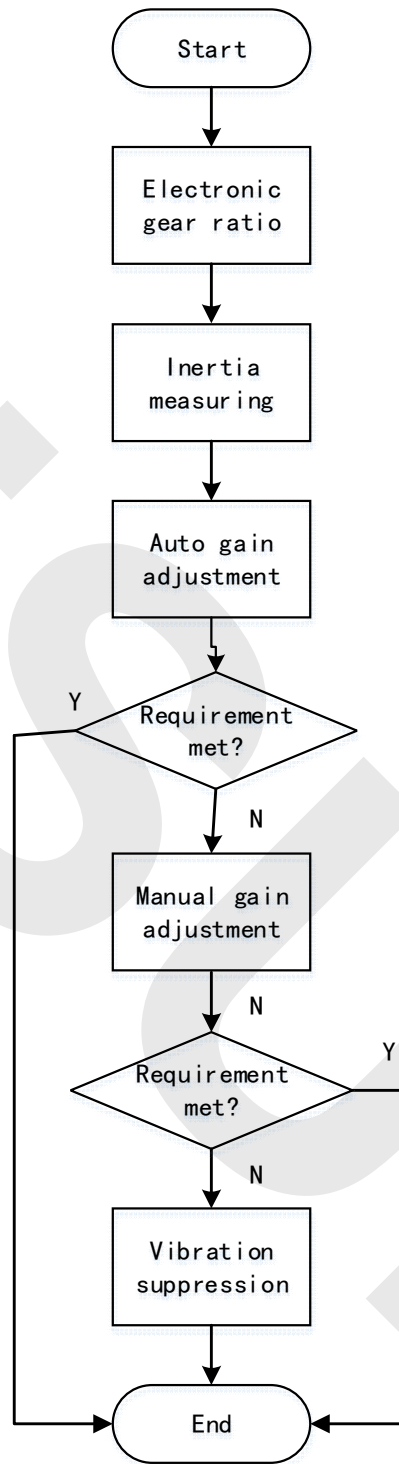 Start
Electronic
gear ratio
Inertia
measuring
Auto gain
adjustment
Y
Requirement
met?
N
Manual gain
adjustment
N
Y
Requirement
met?
N
Vibration
suppression
End